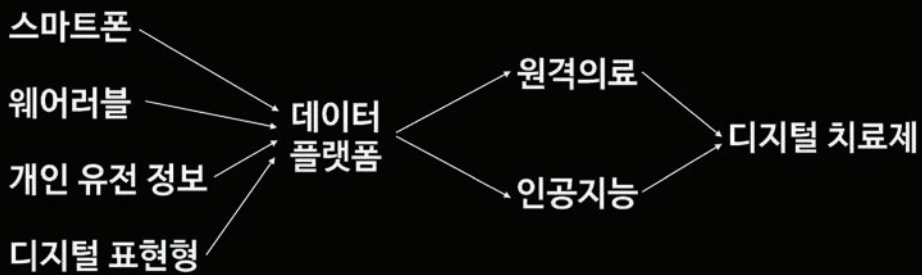 스마트폰
웨어러블
개인 유전 정보
디지털 표현형
데이터
플랫폼
원격의료
인공지능
디지털 치료제